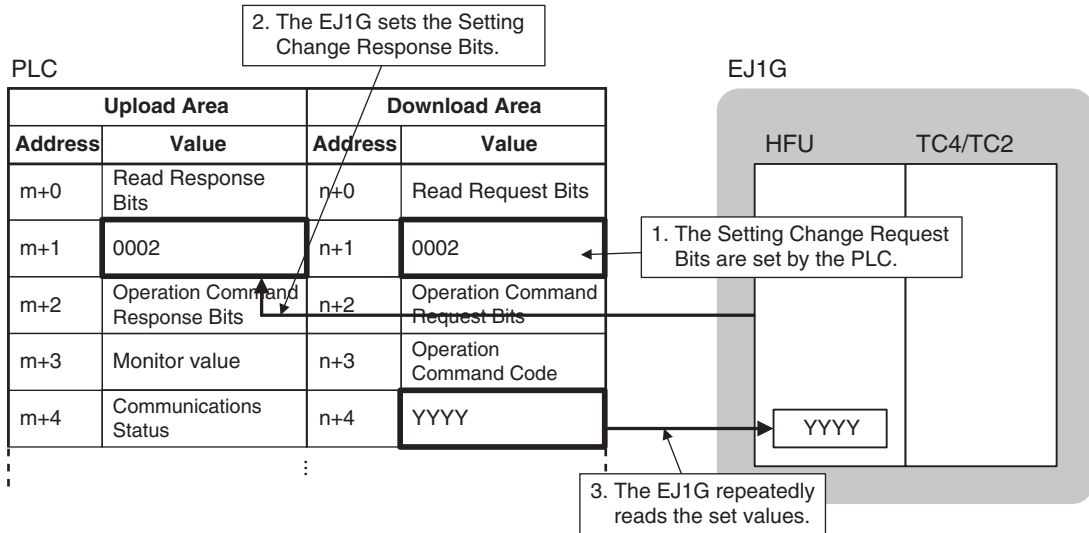 2. The EJ1G sets the Setting
Change Response Bits.
PLC
EJ1G
Upload Area Download Area
Address Value Address Value
HFU TC4/TC2
m+0 Read Response
Bits n+0 Read Request Bits
m+1 0002 n+1 0002
1. The Setting Change Request
Bits are set by the PLC.
m+2 Operation Command
Response Bits n+2 Operation Command
Request Bits
m+3 Monitor value n+3 Operation
Command Code
m+4 Communications
Status n+4 YYYY
YYYY
3. The EJ1G repeatedly
reads the set values.